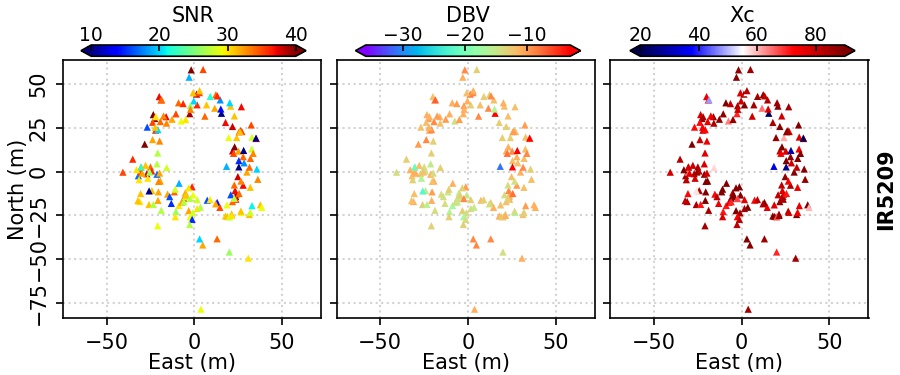 SNR DBV Xc
10 20 30 40 −30 −20 −10 20 40 60 80
North (m)
50
25
0
−25
−50
−75
IR5209
−50 0 50 −50 0 50 −50 0 50
East (m) East (m) East (m)